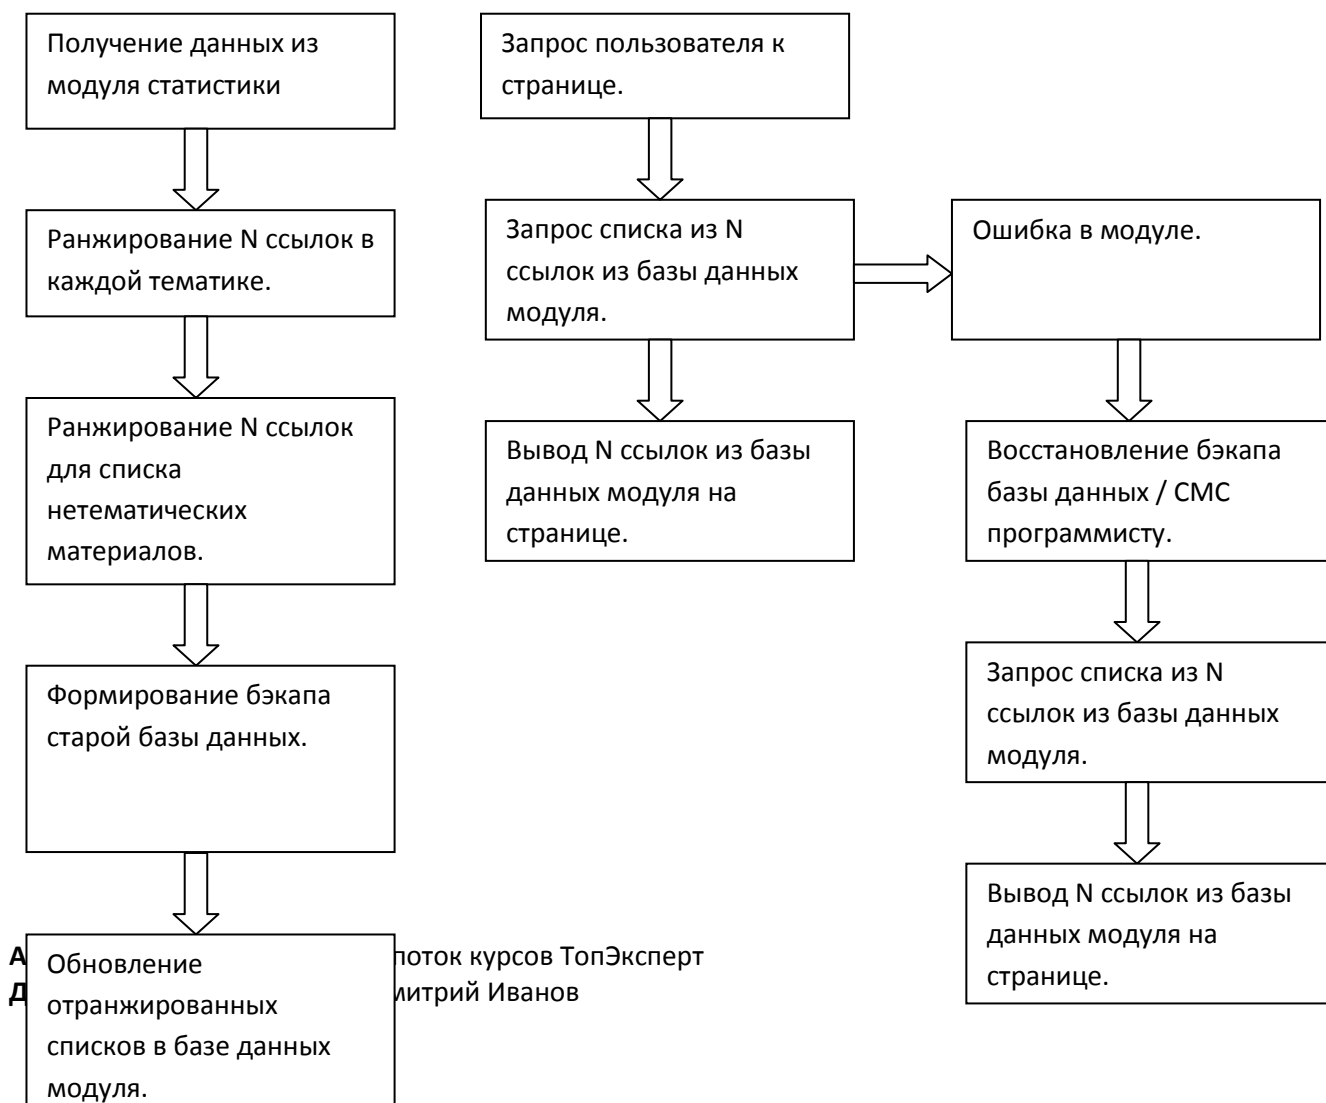 Получение данных из
модуля статистики
Ранжирование N ссылок в
каждой тематике.
Ранжирование N ссылок
для списка
нетематических
материалов.
Формирование бэкапа
старой базы данных.
Обновление
отранжированных
списков в базе данных
модуля.
Запрос пользователя к
странице.
Запрос списка из N
ссылок из базы данных
модуля.
Вывод N ссылок из базы
данных модуля на
странице.
Ошибка в модуле.
Восстановление бэкапа
базы данных / СМС
программисту.
Запрос списка из N
ссылок из базы данных
модуля.
Вывод N ссылок из базы
данных модуля на
странице.
поток курсов ТопЭксперт
Иванов